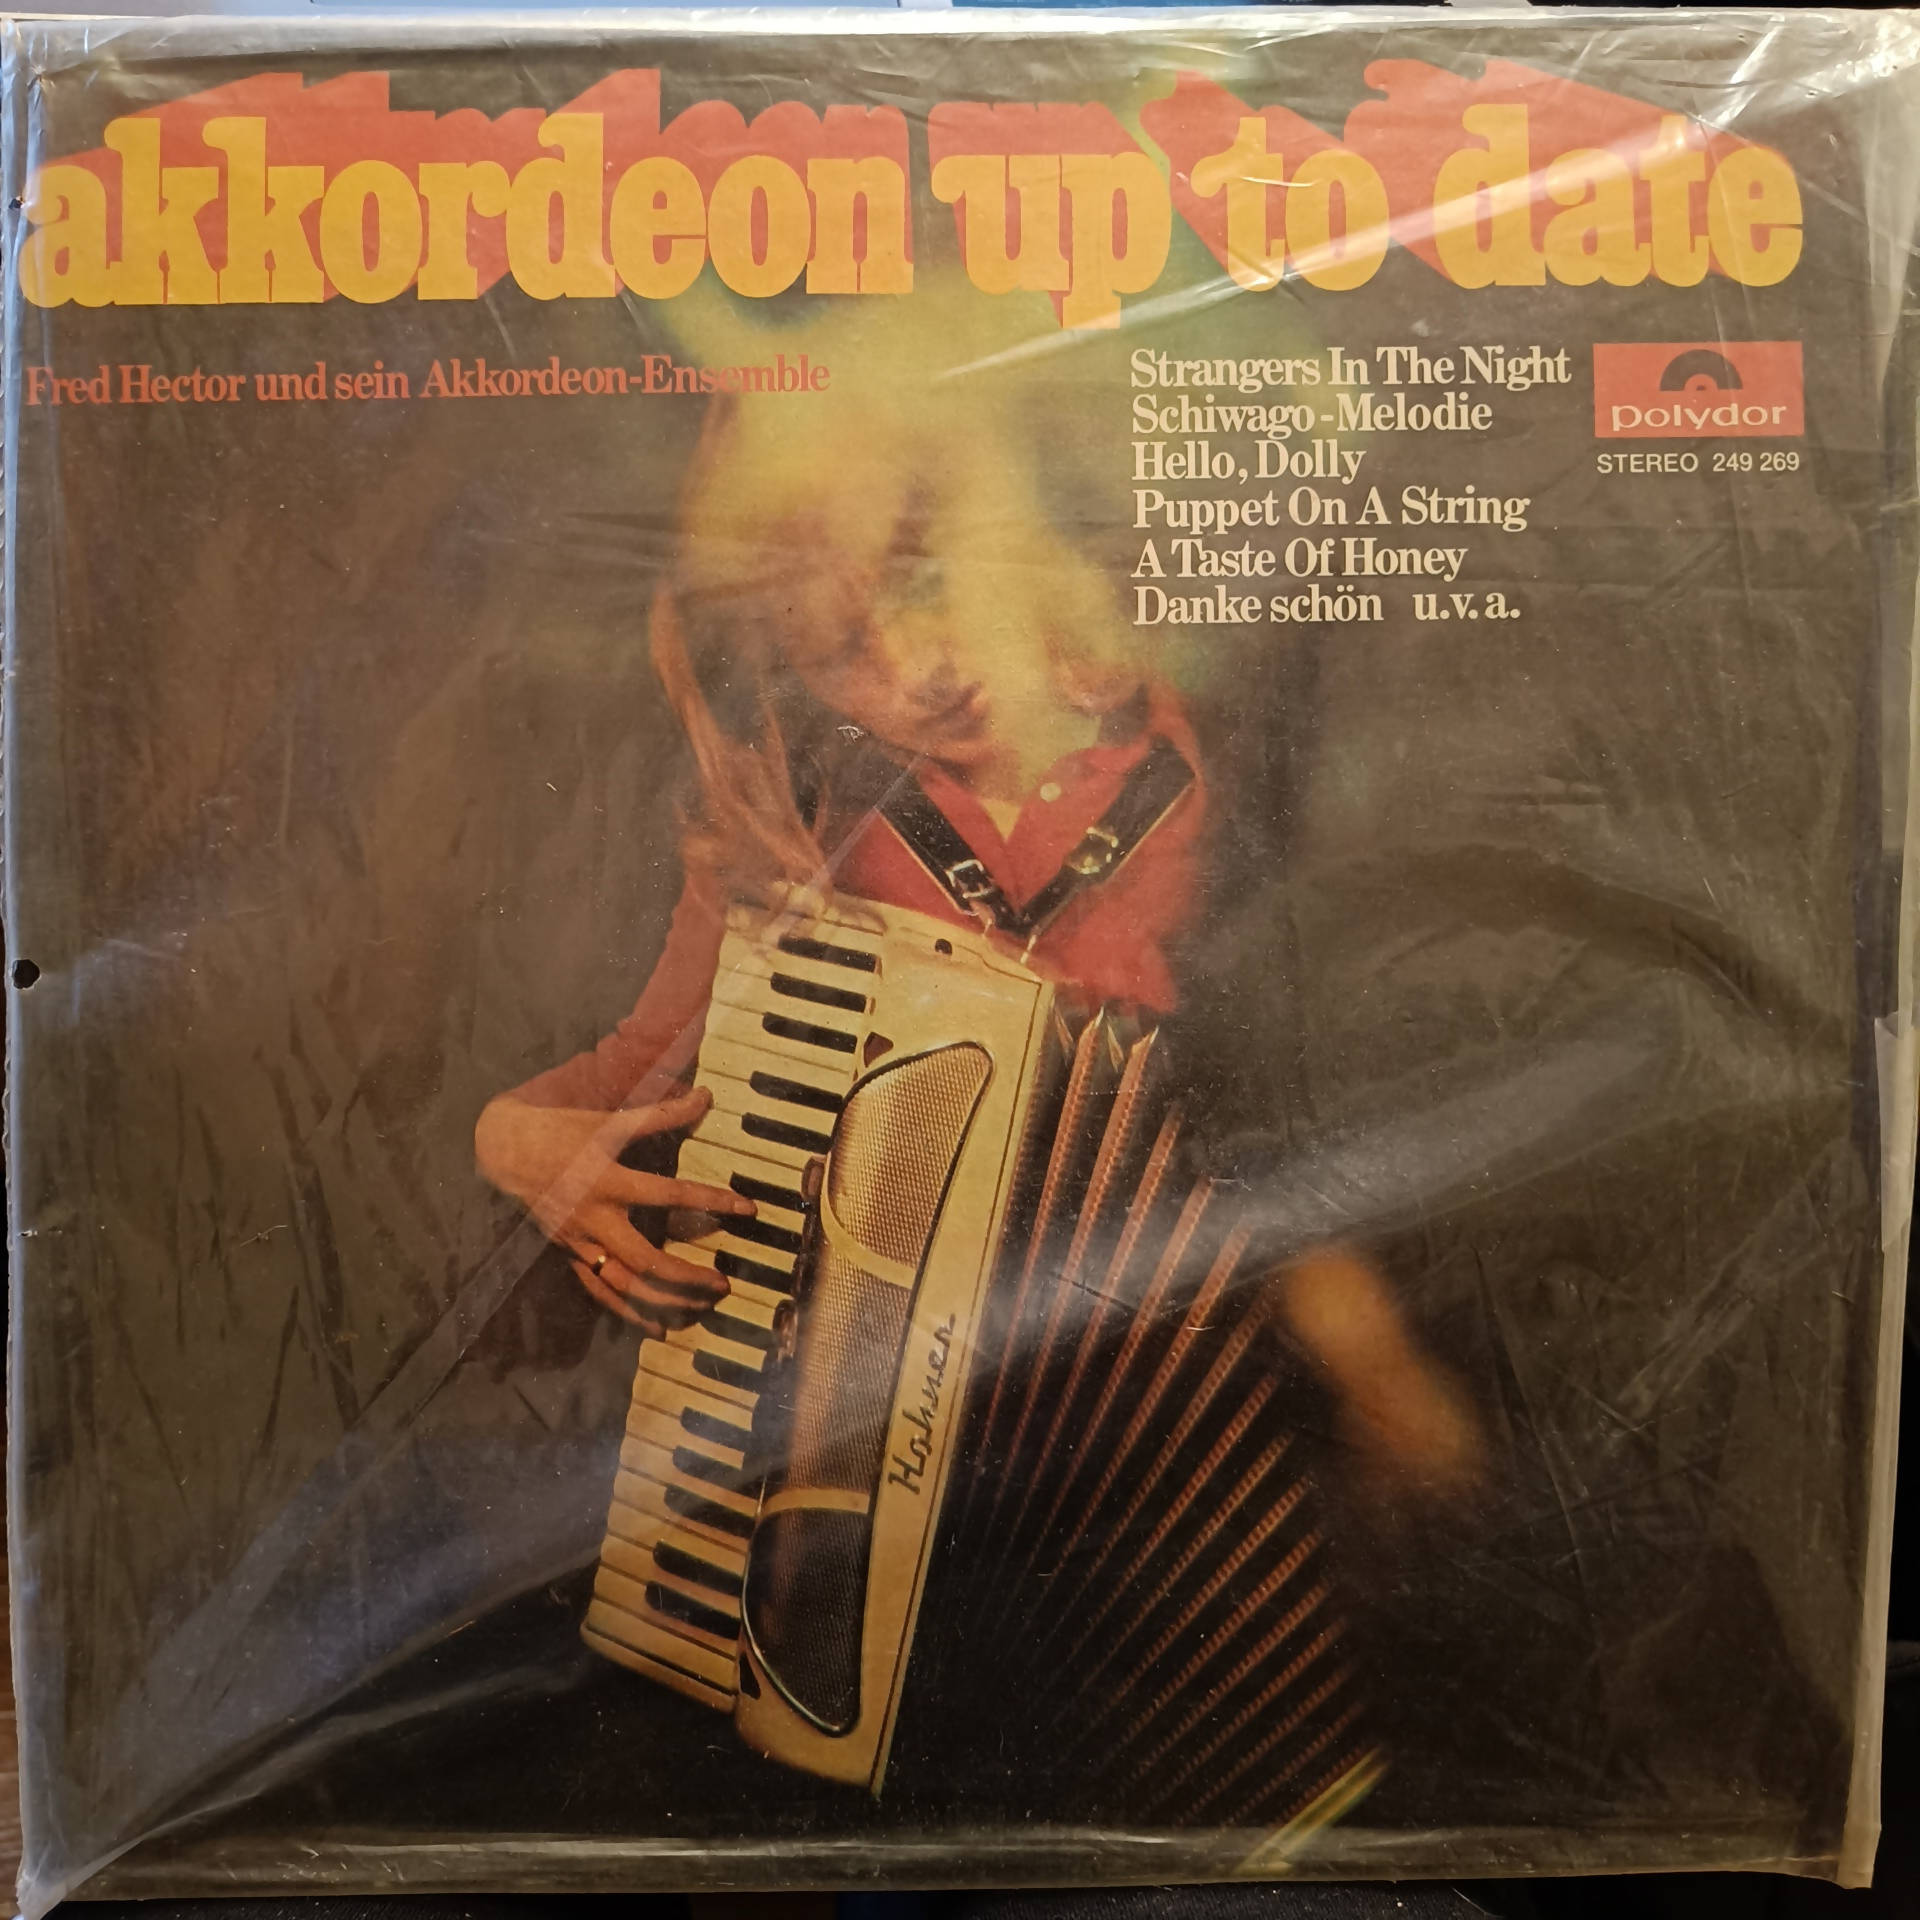 akkordeon up to date
Fred Hector und sein Akkordeon-Ensemble
Strangers In The Night
Schiwago-Melodie
Hello, Dolly
Puppet On A String
A Taste Of Honey
Danke schön u.v.a.
polydor
STEREO 249 269
Hohner